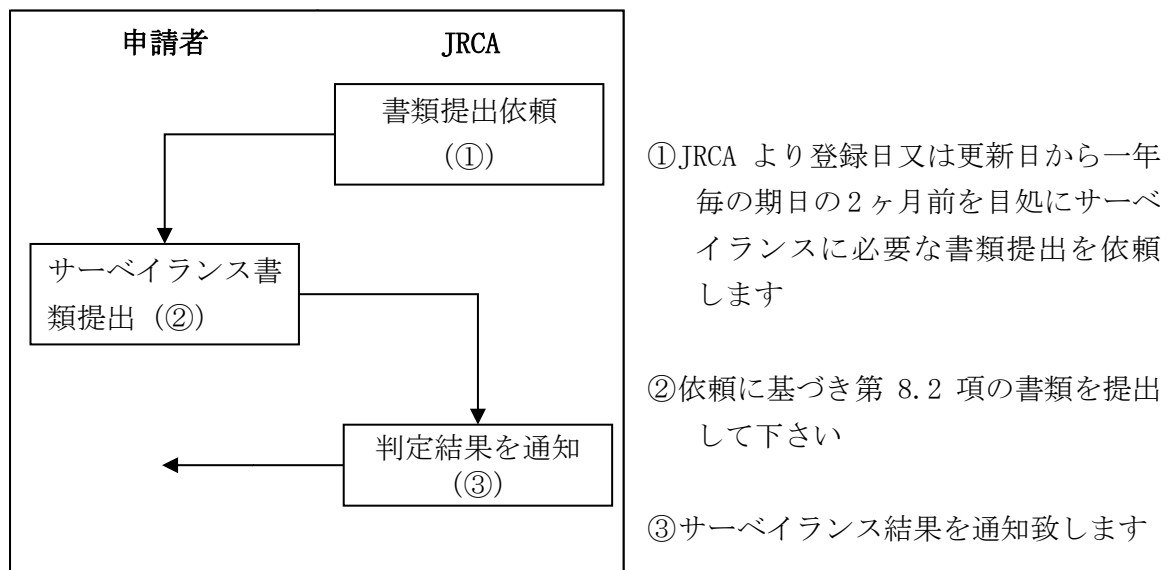 申請者
JRCA
書類提出依頼
(①)
サーベイランス書
類提出 (②)
判定結果を通知
(③)
①JRCA より登録日又は更新日から一年
毎の期日の２ヶ月前を目処にサーベ
イランスに必要な書類提出を依頼
します
②依頼に基づき第 8.2 項の書類を提出
して下さい
③サーベイランス結果を通知致します